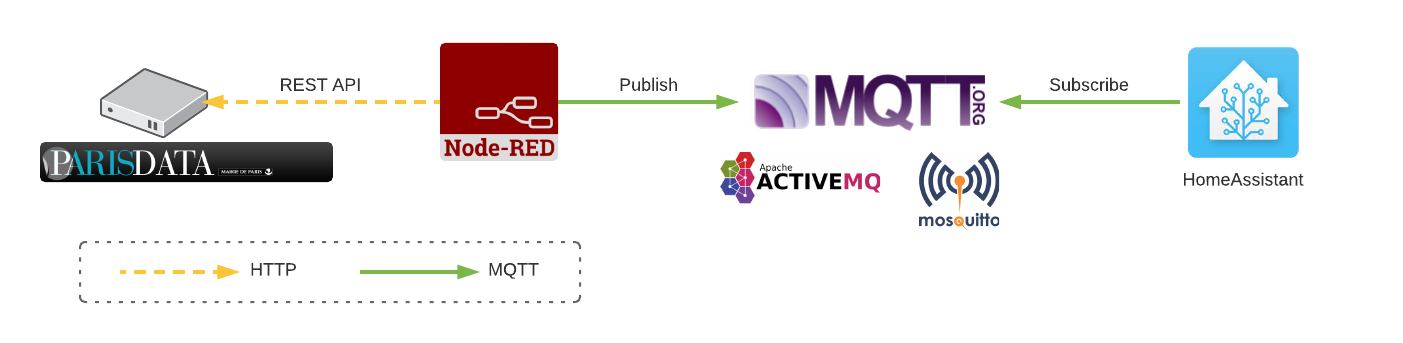 REST API
Publish
Subscribe
MQTT
.ORG
Node-RED
PARISDATA
MAIRIE DE PARIS
Apache
ACTIVEMQ
mosquitto
HomeAssistant
HTTP
MQTT